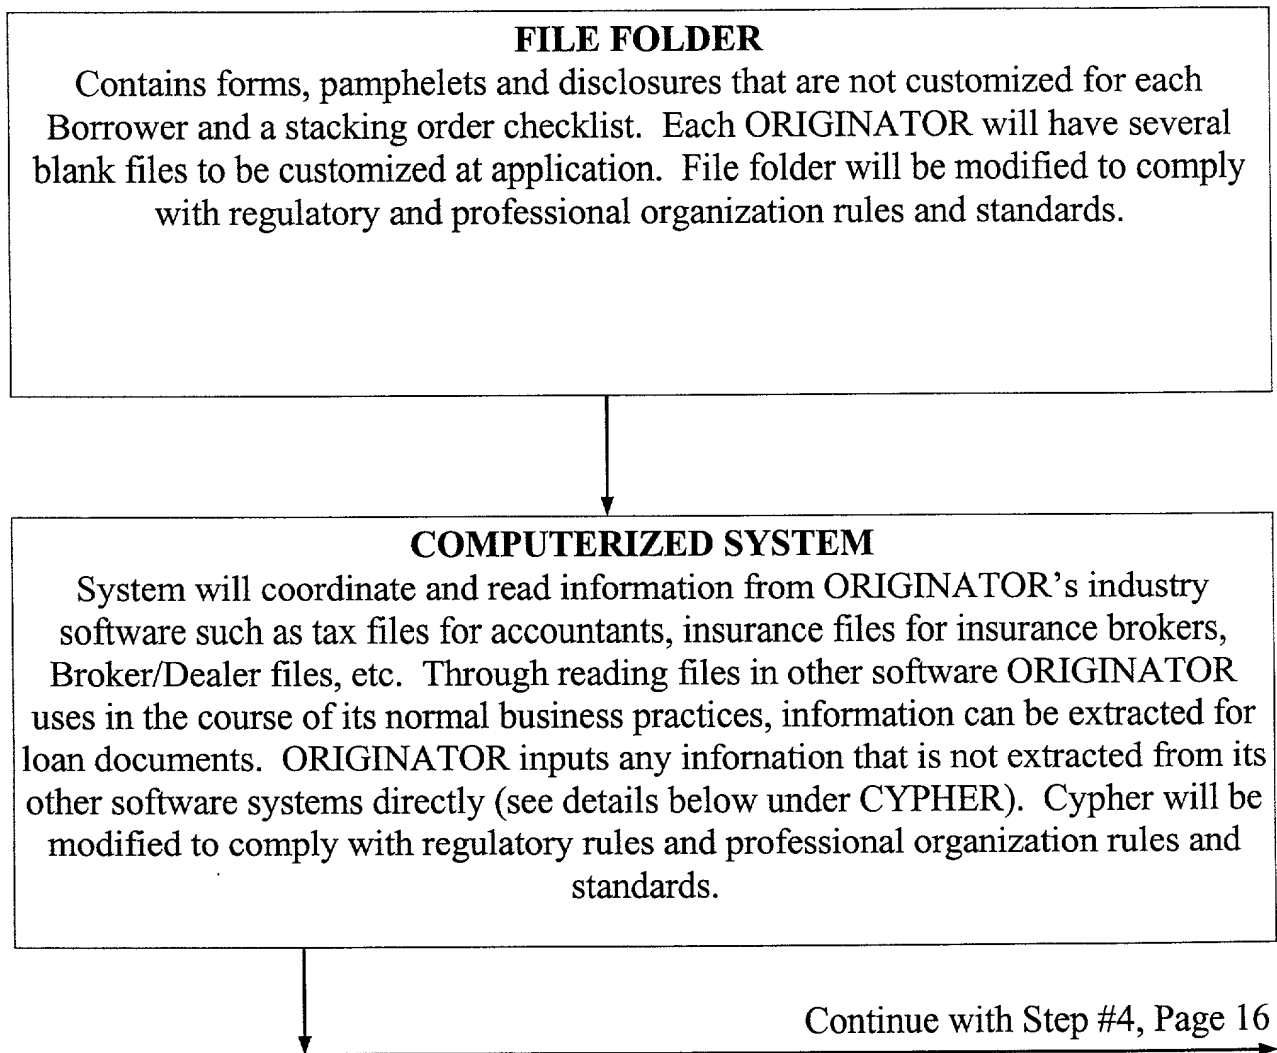 FILE FOLDER
Contains forms, pamphelets and disclosures that are not customized for each
Borrower and a stacking order checklist. Each ORIGINATOR will have several
blank files to be customized at application. File folder will be modified to comply
with regulatory and professional organization rules and standards.
COMPUTERIZED SYSTEM
System will coordinate and read information from ORIGINATOR's industry
software such as tax files for accountants, insurance files for insurance brokers,
Broker/Dealer files, etc. Through reading files in other software ORIGINATOR
uses in the course of its normal business practices, information can be extracted for
loan documents. ORIGINATOR inputs any infornation that is not extracted from its
other software systems directly (see details below under CYPHER). Cypher will be
modified to comply with regulatory rules and professional organization rules and
standards.
Continue with Step #4, Page 16